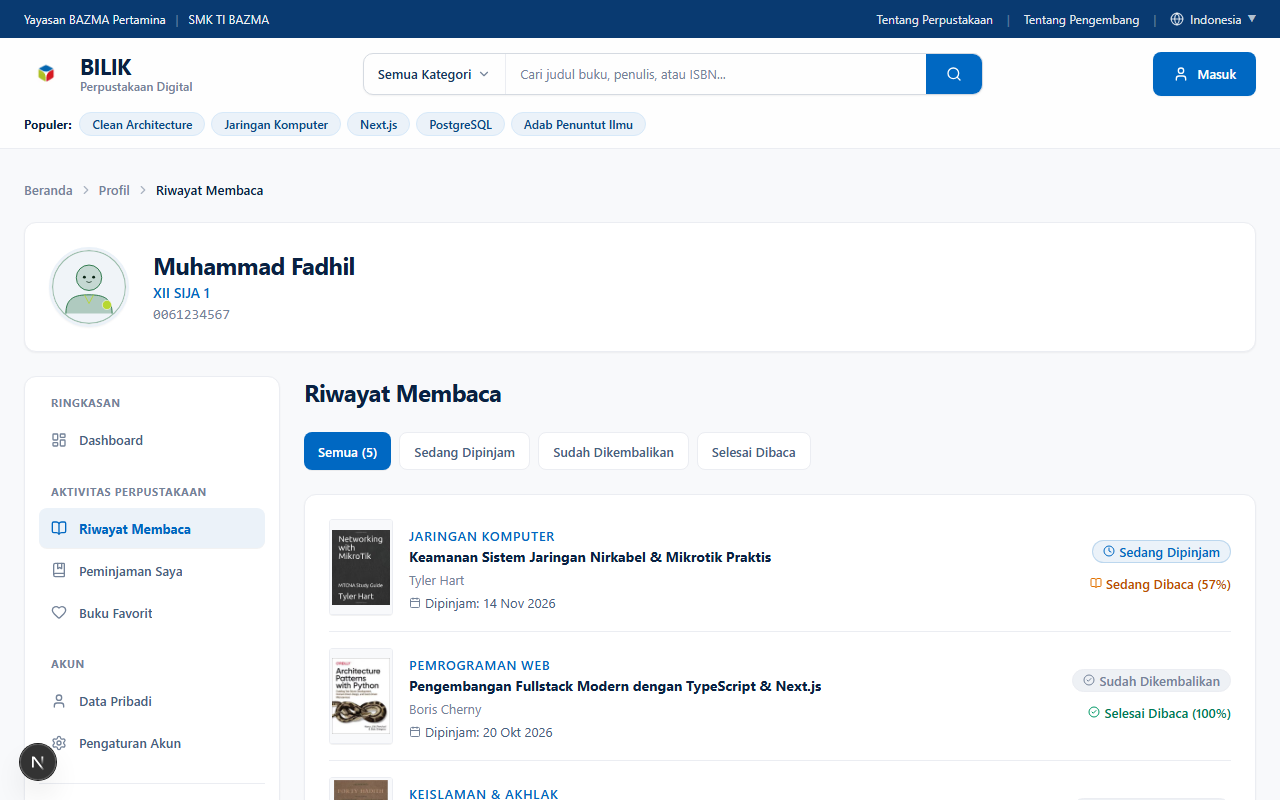 Yayasan BAZMA Pertamina | SMK TI BAZMA
Tentang Perpustakaan | Tentang Pengembang | Indonesia
BILIK
Perpustakaan Digital
Semua Kategori
Cari judul buku, penulis, atau ISBN...
Masuk
Populer: Clean Architecture Jaringan Komputer Next.js PostgreSQL Adab Penuntut Ilmu
Beranda > Profil > Riwayat Membaca
Muhammad Fadhil
XII SIJA 1
0061234567
RINGKASAN
Dashboard
AKTIVITAS PERPUSTAKAAN
Riwayat Membaca
Peminjaman Saya
Buku Favorit
AKUN
Data Pribadi
Pengaturan Akun
N
Riwayat Membaca
Semua (5) Sedang Dipinjam Sudah Dikembalikan Selesai Dibaca
Networking
with
MikroTik
MTCNA Study Guide
Tyler Hart
JARINGAN KOMPUTER
Keamanan Sistem Jaringan Nirkabel & Mikrotik Praktis
Tyler Hart
Dipinjam: 14 Nov 2026
Sedang Dipinjam
Sedang Dibaca (57%)
Architecture
Patterns
with Python
PEMROGRAMAN WEB
Pengembangan Fullstack Modern dengan TypeScript & Next.js
Boris Cherny
Dipinjam: 20 Okt 2026
Sudah Dikembalikan
Selesai Dibaca (100%)
KEISLAMAN & AKHLAK